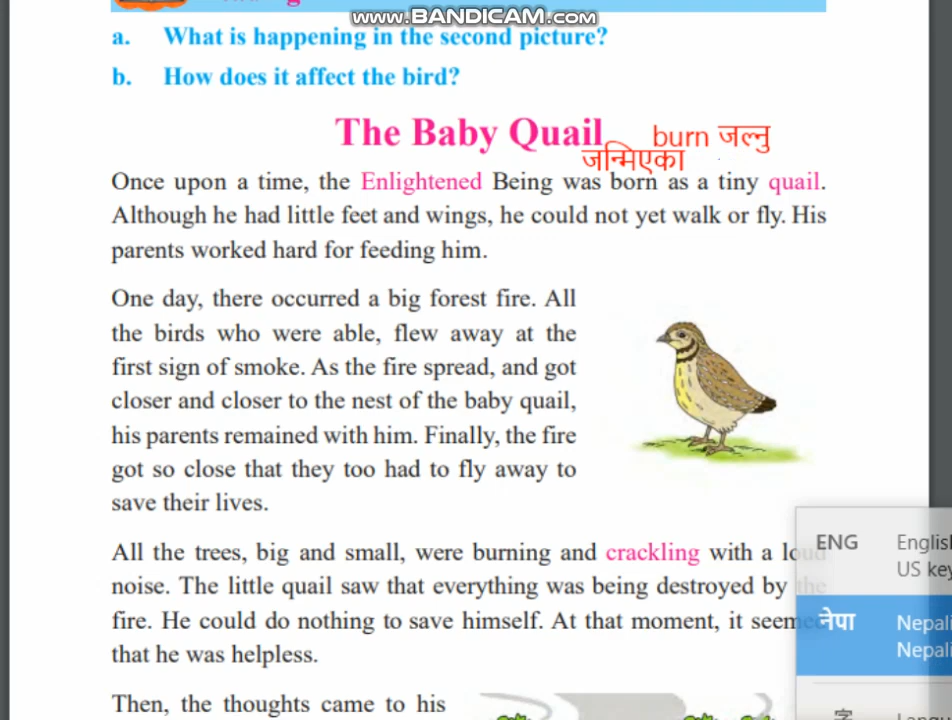 www.BANDICAM.com
a. What is happening in the second picture?
b. How does it affect the bird?
The Baby Quail
burn जल्नु
जन्मिएका
Once upon a time, the Enlightened Being was born as a tiny quail.
Although he had little feet and wings, he could not yet walk or fly. His
parents worked hard for feeding him.
One day, there occurred a big forest fire. All
the birds who were able, flew away at the
first sign of smoke. As the fire spread, and got
closer and closer to the nest of the baby quail,
his parents remained with him. Finally, the fire
got so close that they too had to fly away to
save their lives.
All the trees, big and small, were burning and crackling with a loud
noise. The little quail saw that everything was being destroyed by the
fire. He could do nothing to save himself. At that moment, it seemed
that he was helpless.
Then, the thoughts came to his
ENG English
US key
नेपा Nepali
Nepali
字